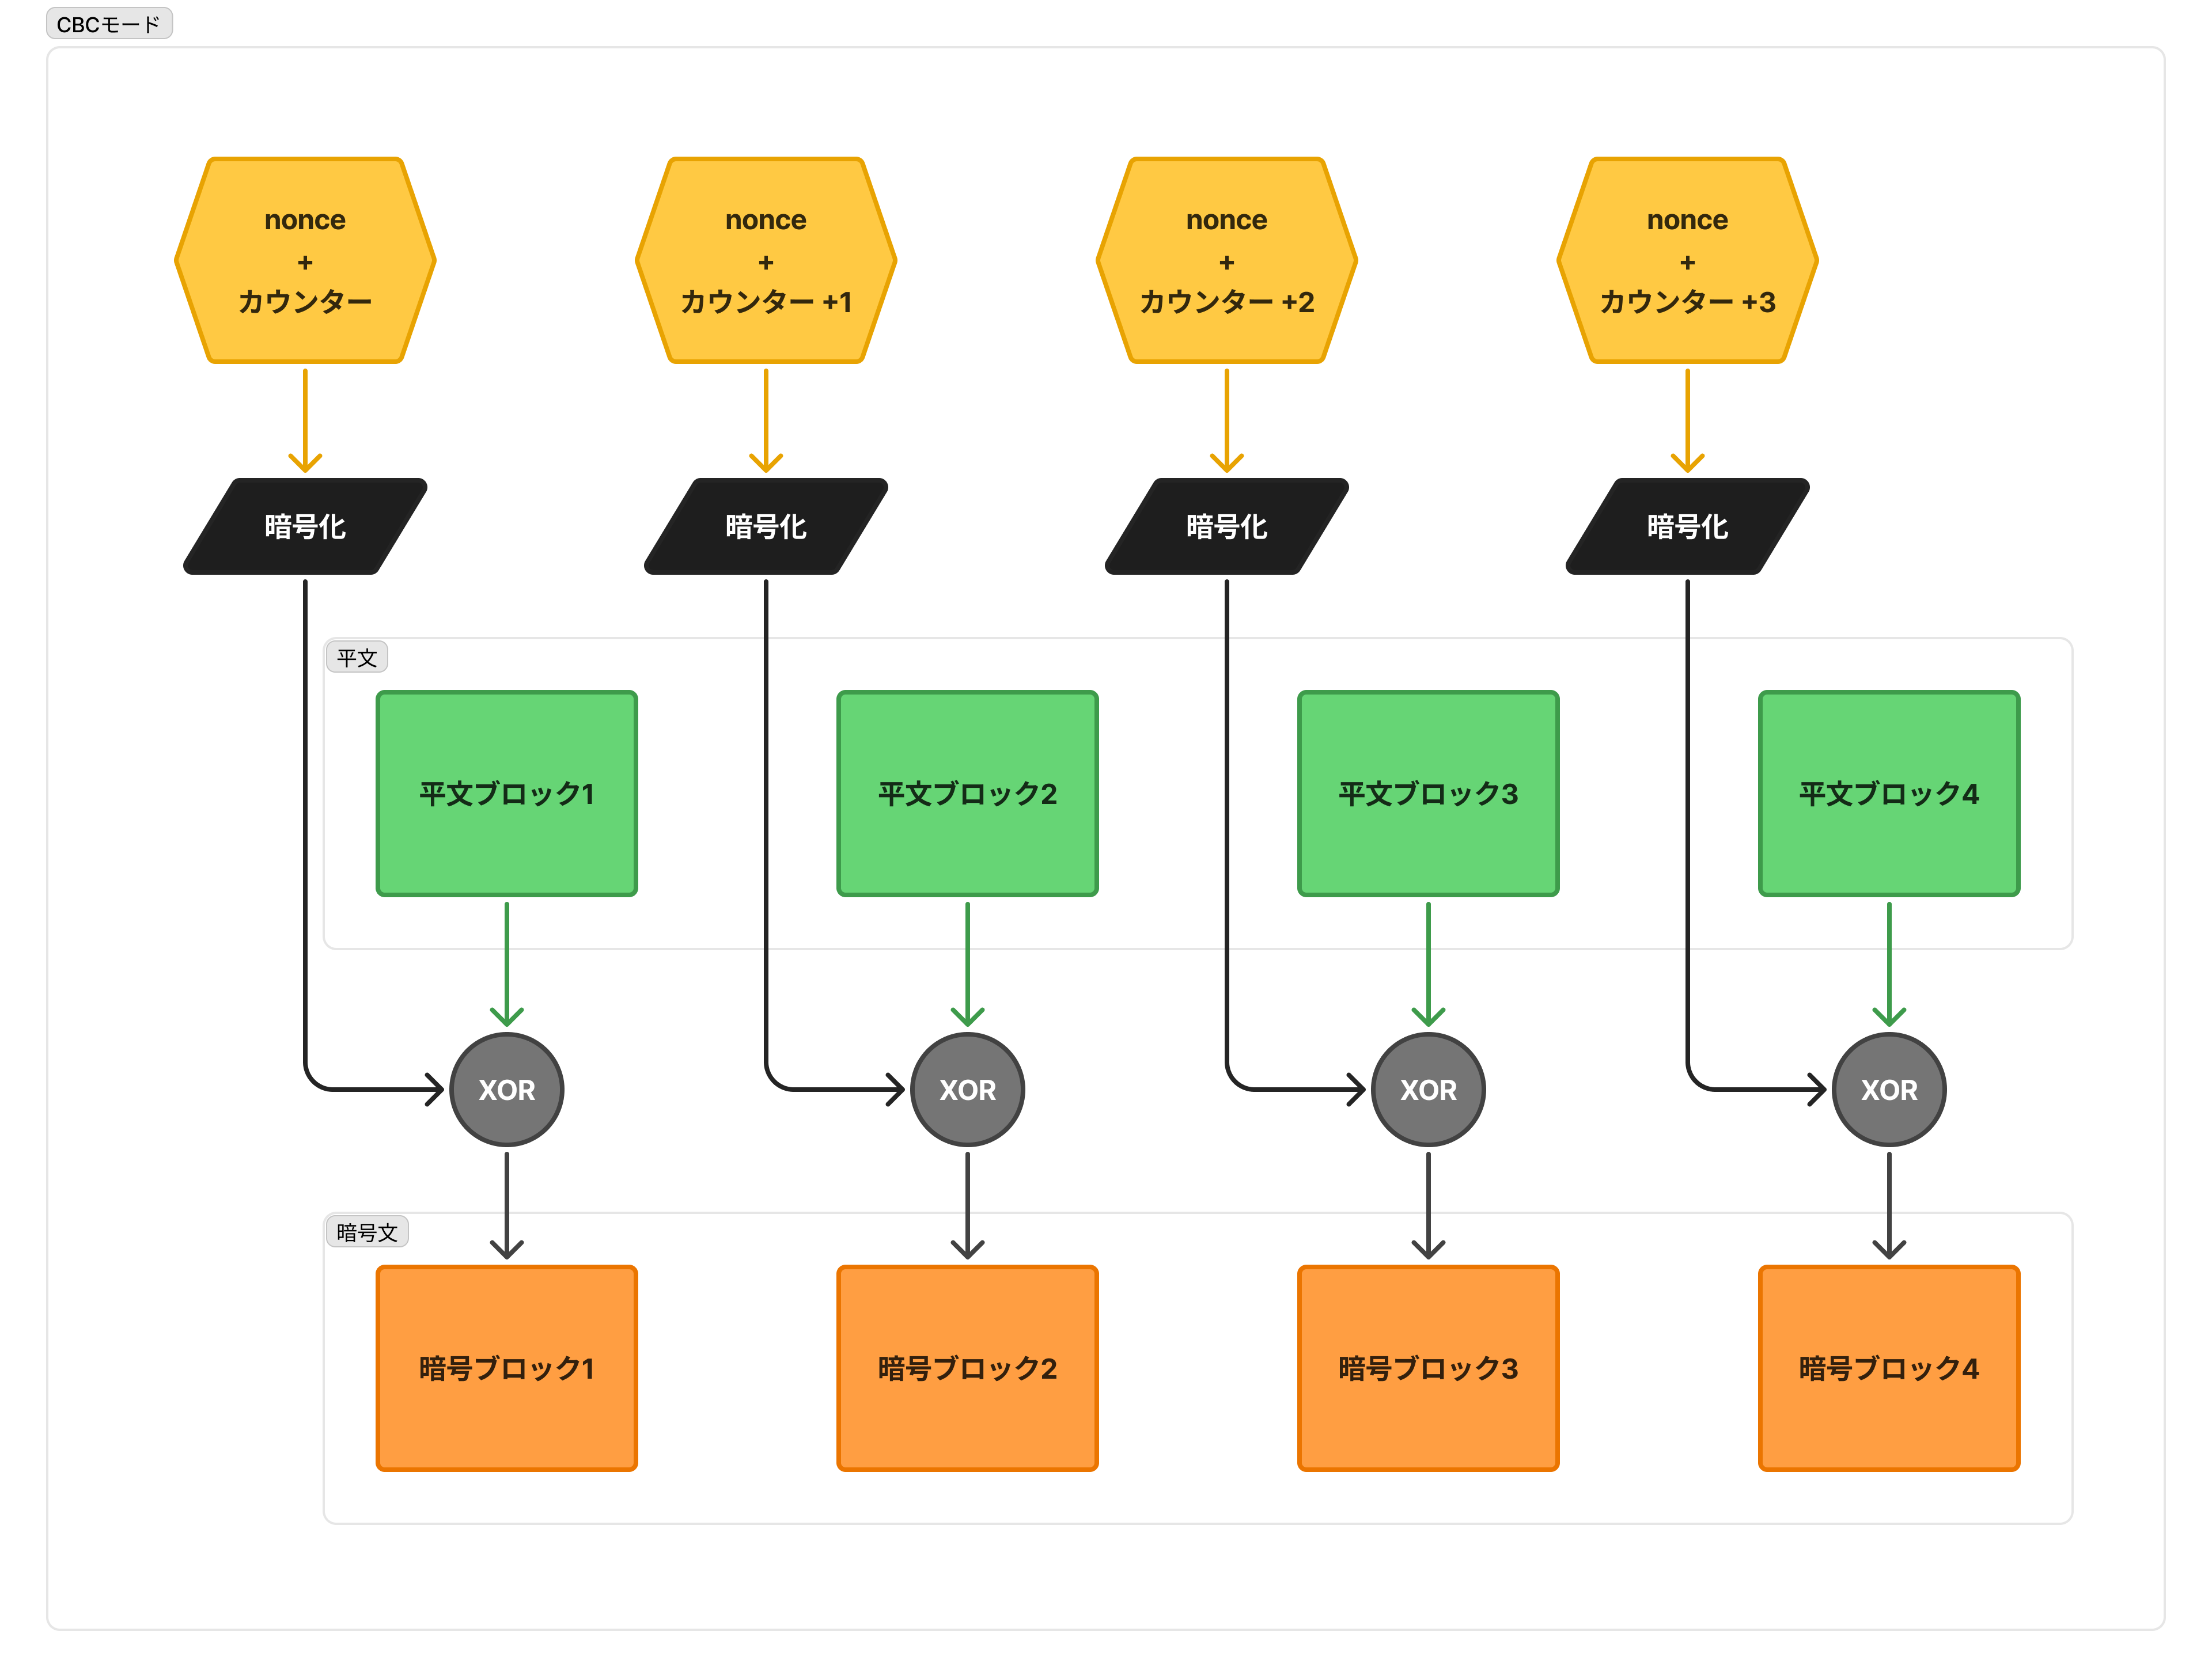 CBCモード
nonce
+
カウンター
nonce
+
カウンター +1
nonce
+
カウンター +2
nonce
+
カウンター +3
暗号化
暗号化
暗号化
暗号化
平文
平文ブロック1
平文ブロック2
平文ブロック3
平文ブロック4
XOR
XOR
XOR
XOR
暗号文
暗号ブロック1
暗号ブロック2
暗号ブロック3
暗号ブロック4